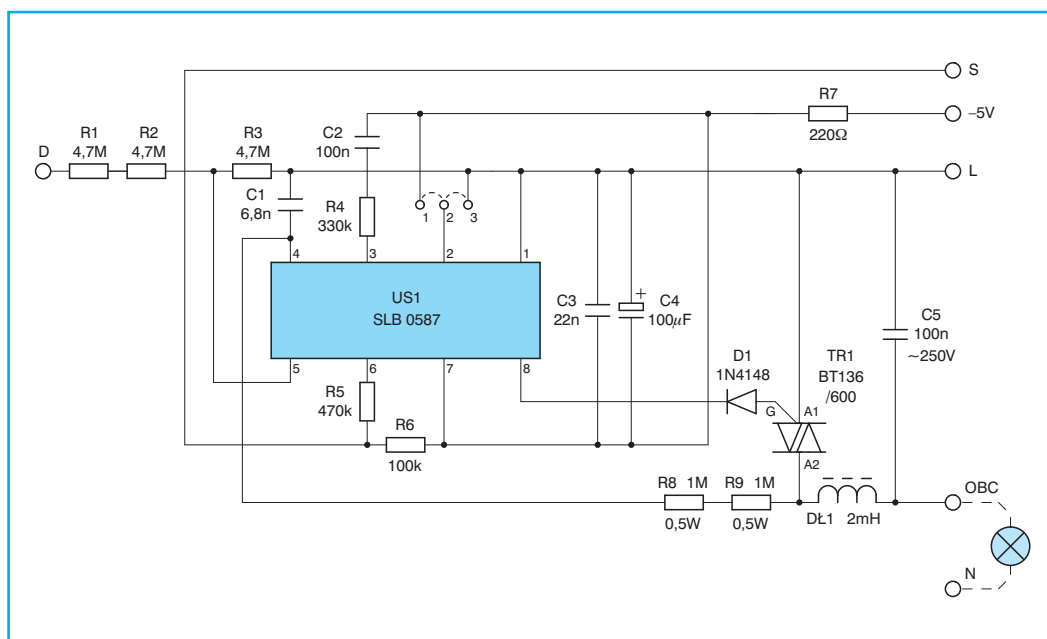 S
R7
–5V
220Ω
C2
100n
D
R1
4,7M
R2
4,7M
R3
4,7M
L
C1
6,8n
R4
330k
1
2
3
4
3
2
1
US1
SLB 0587
C3
22n
+
C4
100µF
C5
100n
~250V
D1
1N4148
TR1
BT136
/600
5
6
7
8
G
A1
A2
R5
470k
R6
100k
R8 1M
0,5W
R9 1M
0,5W
DŁ1 2mH
OBC
N